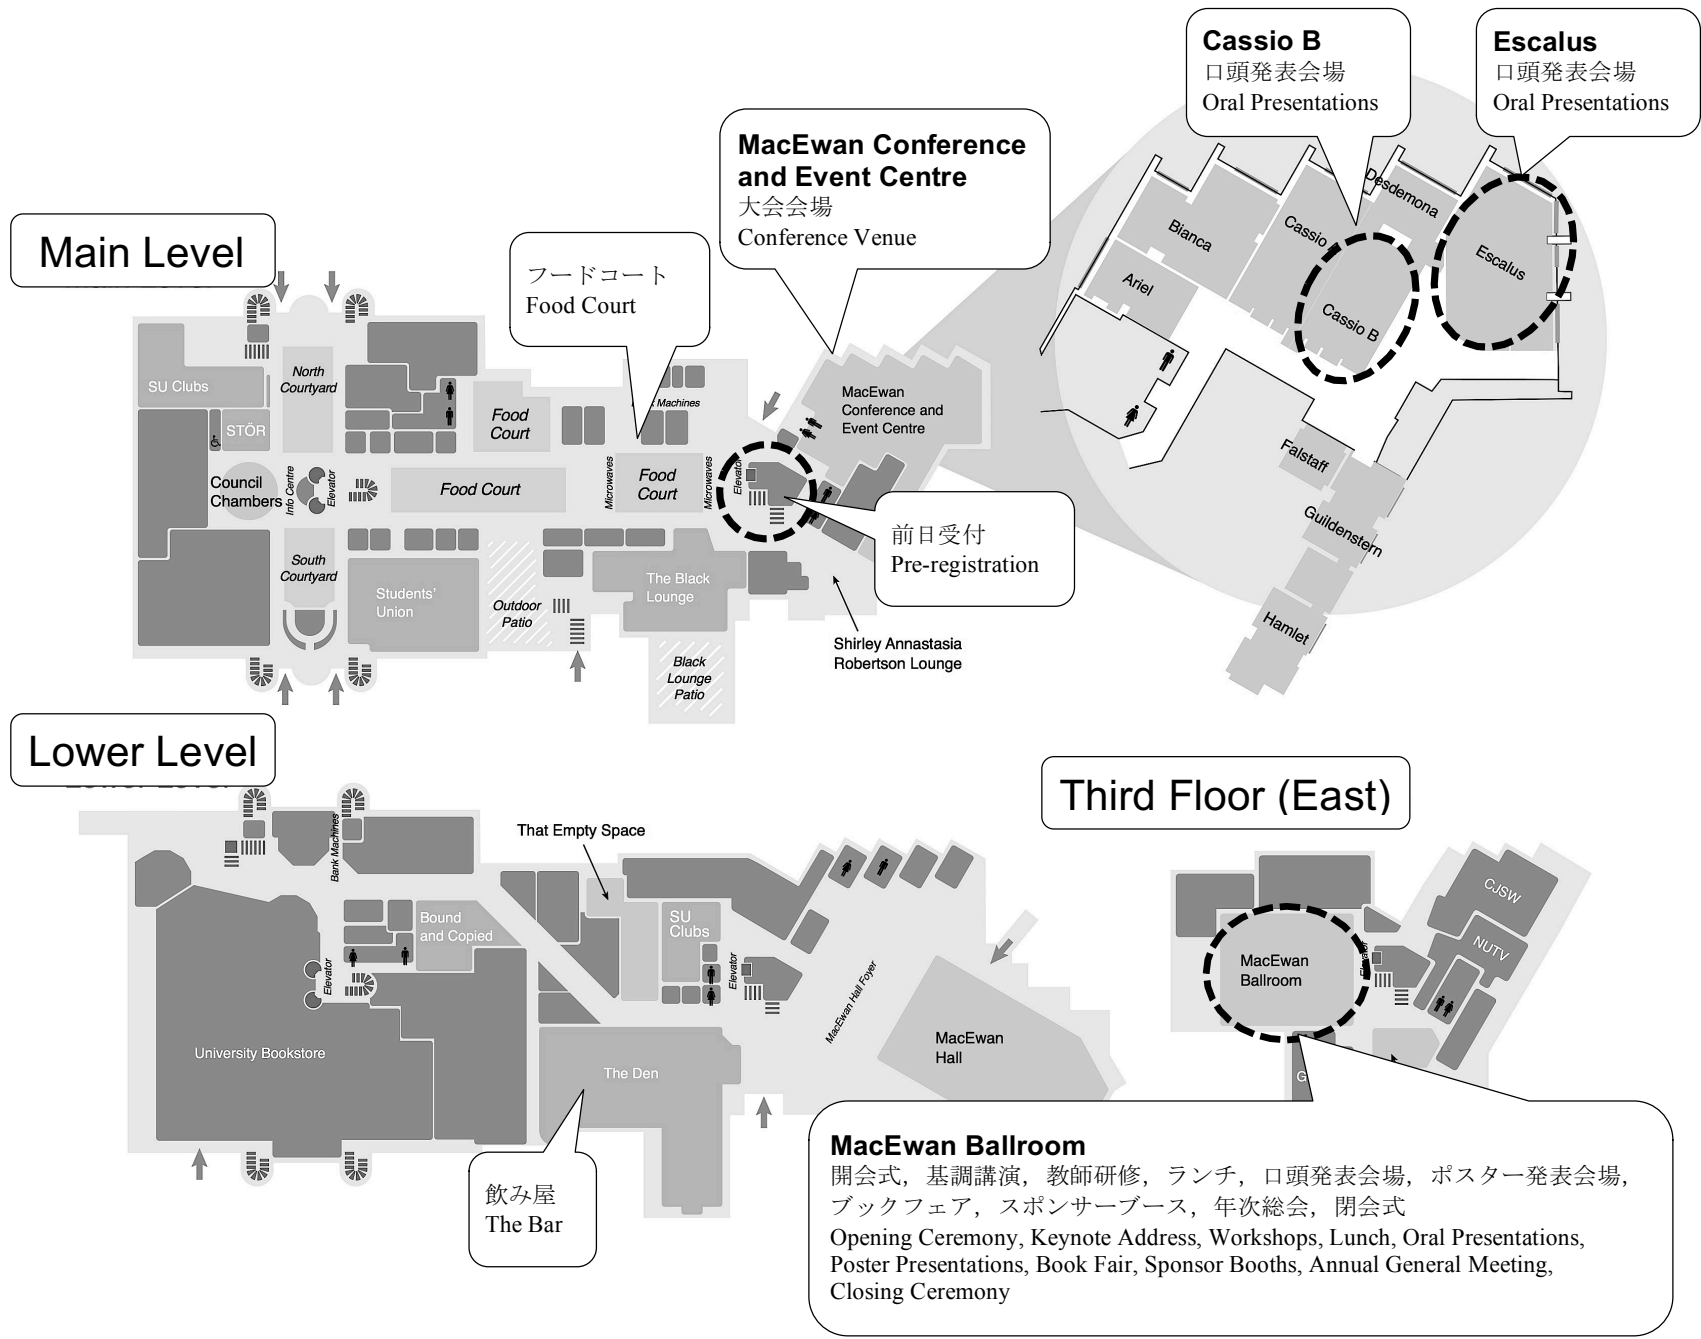 Cassio B
口頭発表会場
Oral Presentations
Escalus
口頭発表会場
Oral Presentations
MacEwan Conference
and Event Centre
大会会場
Conference Venue
Main Level
フードコート
Food Court
Desdemona
Bianca
Cassio
Ariel
Escalus
Cassio B
Falstaff
Guildenstern
Hamlet
SU Clubs
North
Courtyard
STÖR
Food
Court
Machines
MacEwan
Conference and
Event Centre
Council
Chambers
Info Centre
Elevator
Food Court
Microwaves
Food
Court
Microwaves
Elevator
前日受付
Pre-registration
South
Courtyard
Students'
Union
Outdoor
Patio
The Black
Lounge
Black
Lounge
Patio
Shirley Annastasia
Robertson Lounge
Lower Level
Bank Machines
That Empty Space
Bound
and Copied
SU
Clubs
Elevator
Elevator
MacEwan Hall Foyer
University Bookstore
The Den
MacEwan
Hall
飲み屋
The Bar
Third Floor (East)
CJSW
NUTV
MacEwan
Ballroom
Elevator
G
MacEwan Ballroom
開会式，基調講演，教師研修，ランチ，口頭発表会場，ポスター発表会場，
ブックフェア，スポンサーブース，年次総会，閉会式
Opening Ceremony, Keynote Address, Workshops, Lunch, Oral Presentations,
Poster Presentations, Book Fair, Sponsor Booths, Annual General Meeting,
Closing Ceremony